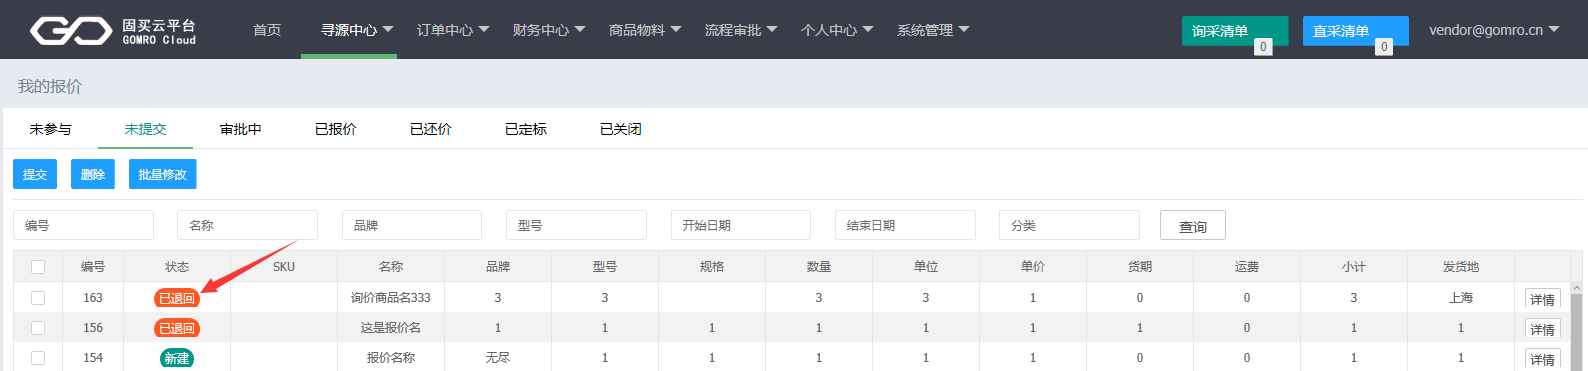 固买云平台
GOMRO Cloud
首页 寻源中心 订单中心 财务中心 商品物料 流程审批 个人中心 系统管理 询采清单 0 直采清单 0 vendor@gomro.cn
我的报价
未参与 未提交 审批中 已报价 已还价 已定标 已关闭
提交 删除 批量修改
编号 名称 品牌 型号 开始日期 结束日期 分类 查询
编号 状态 SKU 名称 品牌 型号 规格 数量 单位 单价 货期 运费 小计 发货地
163 已退回 询价商品名333 3 3 3 3 1 0 0 3 上海 详情
156 已退回 这是报价名 1 1 1 1 1 1 1 0 1 1 详情
154 新建 报价名称 无尽 1 1 1 1 1 0 0 1 1 详情